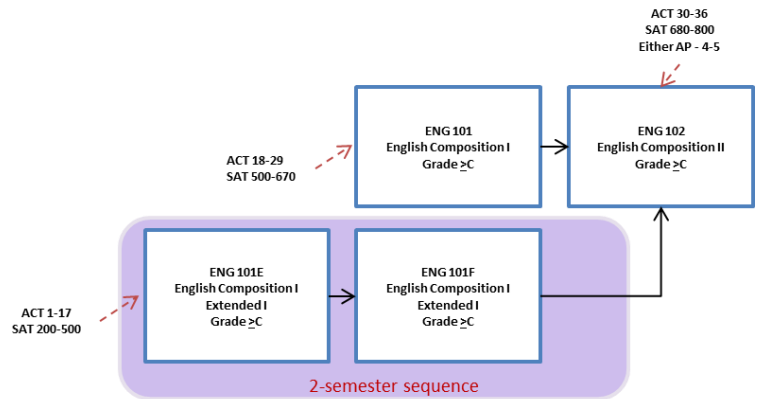 ACT 30-36
SAT 680-800
Either AP - 4-5
ENG 101
English Composition I
Grade ≥C
ENG 102
English Composition II
Grade ≥C
ACT 18-29
SAT 500-670
ENG 101E
English Composition I
Extended I
Grade ≥C
ENG 101F
English Composition I
Extended I
Grade ≥C
ACT 1-17
SAT 200-500
2-semester sequence